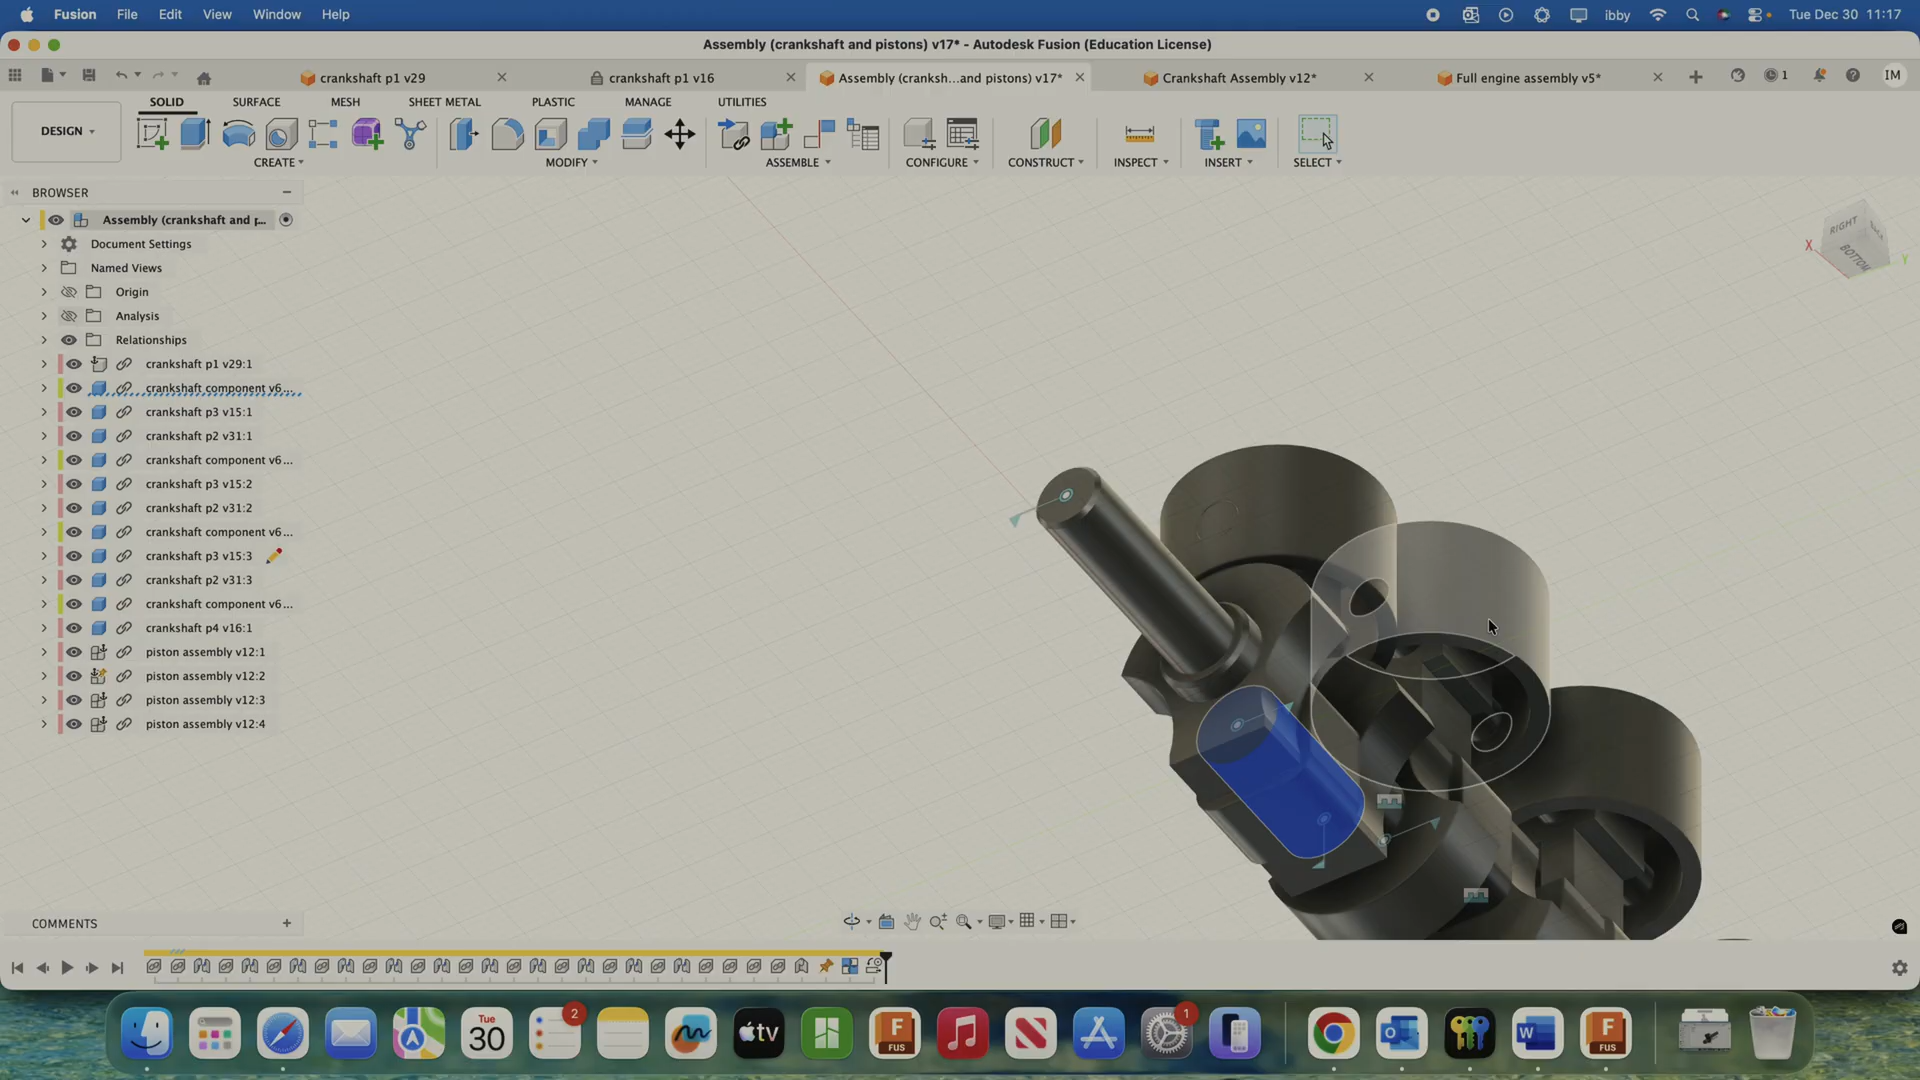 Fusion File Edit View Window Help ibby Tue Dec 30 11:17
Assembly (crankshaft and pistons) v17* - Autodesk Fusion (Education License)
crankshaft p1 v29 crankshaft p1 v16 Assembly (cranksh...and pistons) v17* Crankshaft Assembly v12* Full engine assembly v5* 1 IM
SOLID SURFACE MESH SHEET METAL PLASTIC MANAGE UTILITIES
DESIGN
CREATE MODIFY ASSEMBLE CONFIGURE CONSTRUCT INSPECT INSERT SELECT
BROWSER
Assembly (crankshaft and p...
Document Settings
Named Views
Origin
Analysis
Relationships
crankshaft p1 v29:1
crankshaft component v6...
crankshaft p3 v15:1
crankshaft p2 v31:1
crankshaft component v6...
crankshaft p3 v15:2
crankshaft p2 v31:2
crankshaft component v6...
crankshaft p3 v15:3
crankshaft p2 v31:3
crankshaft component v6...
crankshaft p4 v16:1
piston assembly v12:1
piston assembly v12:2
piston assembly v12:3
piston assembly v12:4
RIGHT
BOTTOM
X
Y
COMMENTS
Tue
30
2
tv
F
FUS
1
O
W
F
FUS